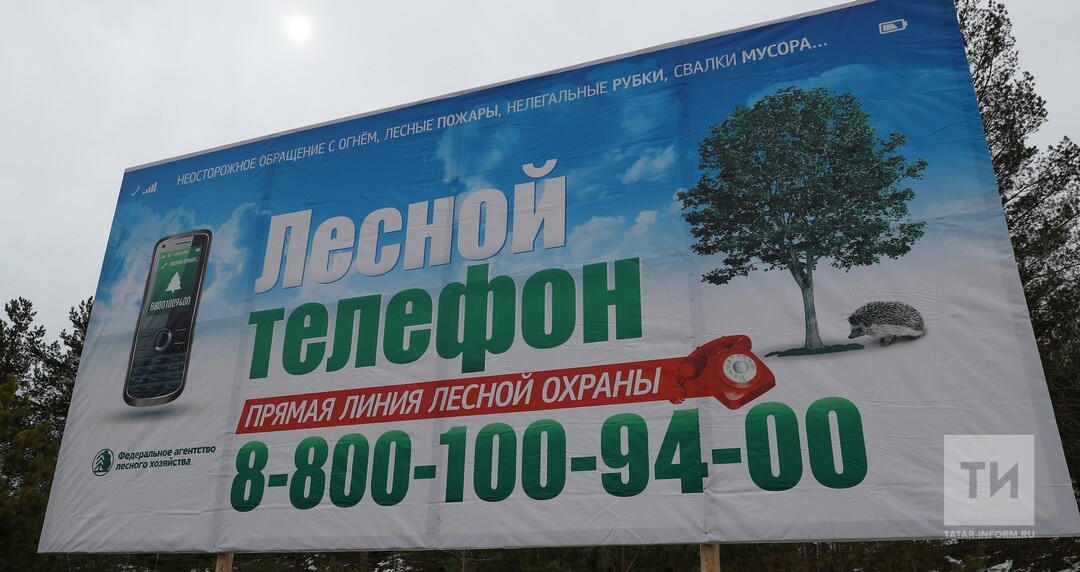 НЕОСТОРОЖНОЕ ОБРАЩЕНИЕ С ОГНЁМ, ЛЕСНЫЕ ПОЖАРЫ, НЕЛЕГАЛЬНЫЕ РУБКИ, СВАЛКИ МУСОРА...
Лесной
телефон
ПРЯМАЯ ЛИНИЯ ЛЕСНОЙ ОХРАНЫ
8-800-100-94-00
88001009400
Федеральное агентство
лесного хозяйства
ТИ
TATAR-INFORM.RU